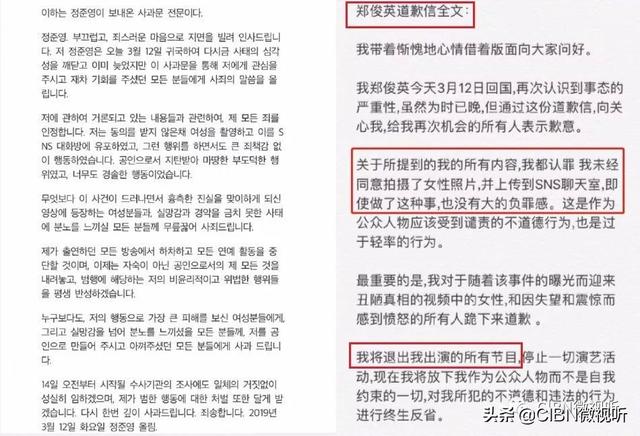 이하는 정준영이 보내온 사과문 전문이다.
정준영. 부끄럽고, 죄스러운 마음으로 지면을 빌려 인사드립니
다. 저 정준영은 오늘 3월 12일 귀국하여 다시금 사태의 심각
성을 깨닫고 이미 늦었지만 이 사과문을 통해 저에게 관심을
주시고 재차 기회를 주셨던 모든 분들에게 사죄의 말씀을 올
립니다.
저에 관하여 거론되고 있는 내용들과 관련하여, 제 모든 죄를
인정합니다. 저는 동의를 받지 않은채 여성을 촬영하고 이를 S
NS 대화방에 유포하였고, 그런 행위를 하면서도 큰 죄책감 없
이 행동하였습니다. 공인으로서 지탄받아 마땅한 부도덕한 행
위였고, 너무도 경솔한 행동이었습니다.
무엇보다 이 사건이 드러나면서 흉측한 진실을 맞이하게 되신
영상에 등장하는 여성분들과, 실망감과 경악을 금치 못한 사태
에 분노를 느끼실 모든 분들께 무릎꿇어 사죄드립니다.
제가 출연하던 모든 방송에서 하차하고 모든 연예 활동을 중
단할 것이며, 이제는 자숙이 아닌 공인으로서의 제 모든 것을
내려놓고, 범행에 해당하는 저의 비윤리적이고 위법한 행위들
을 평생 반성하겠습니다.
누구보다도, 저의 행동으로 가장 큰 피해를 보신 여성분들에게,
그리고 실망감을 넘어 분노를 느끼셨을 모든 분들께, 저를 공
인으로 만들어 주시고 아껴주셨던 모든 분들에게 사과 드립니
다.
14일 오전부터 시작될 수사기관의 조사에도 일체의 거짓없이
성실히 임하겠으며, 제가 범한 행동에 대한 처벌 또한 달게 받
겠습니다. 다시 한번 깊이 사과드립니다. 죄송합니다. 2019년
3월 12일 화요일 정준영 올림.
郑俊英道歉信全文:
我带着惭愧地心情借着版面向大家问好。
我郑俊英今天3月12日回国,再次认识到事态的
严重性,虽然为时已晚,但通过这份道歉信,向关
心我,给我再次机会的所有人表示歉意。
关于所提到的我的所有内容,我都认罪 我未经
同意拍摄了女性照片,并上传到SNS聊天室,即
使做了这种事,也没有大的负罪感。这是作为
公众人物应该受到谴责的不道德行为,也是过
于轻率的行为。
最重要的是,我对于随着该事件的曝光而迎来
丑陋真相的视频中的女性,和因失望和震惊而
感到愤怒的所有人跪下来道歉 。
我将退出我出演的所有节目,停止一切演艺活
动,现在我将放下我作为公众人物而不是自我
约束的一切,对我所犯的不道德和违法的行为
进行终生反省。
头条@CIBN微视听